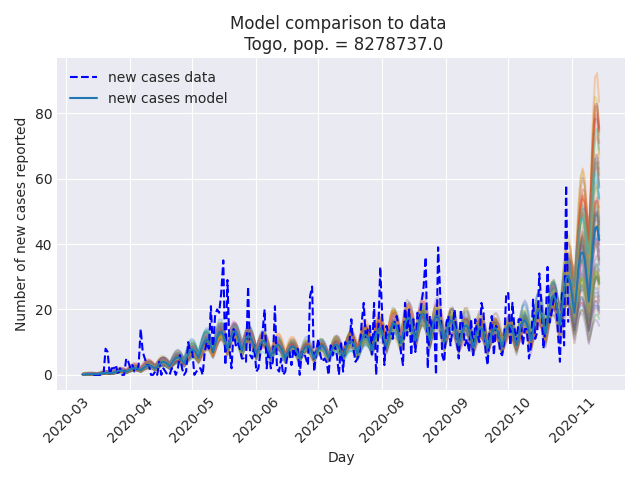 Model comparison to data
Togo, pop. = 8278737.0
new cases data
new cases model
Number of new cases reported
80
60
40
20
0
2020-03
2020-04
2020-05
2020-06
2020-07
2020-08
2020-09
2020-10
2020-11
Day